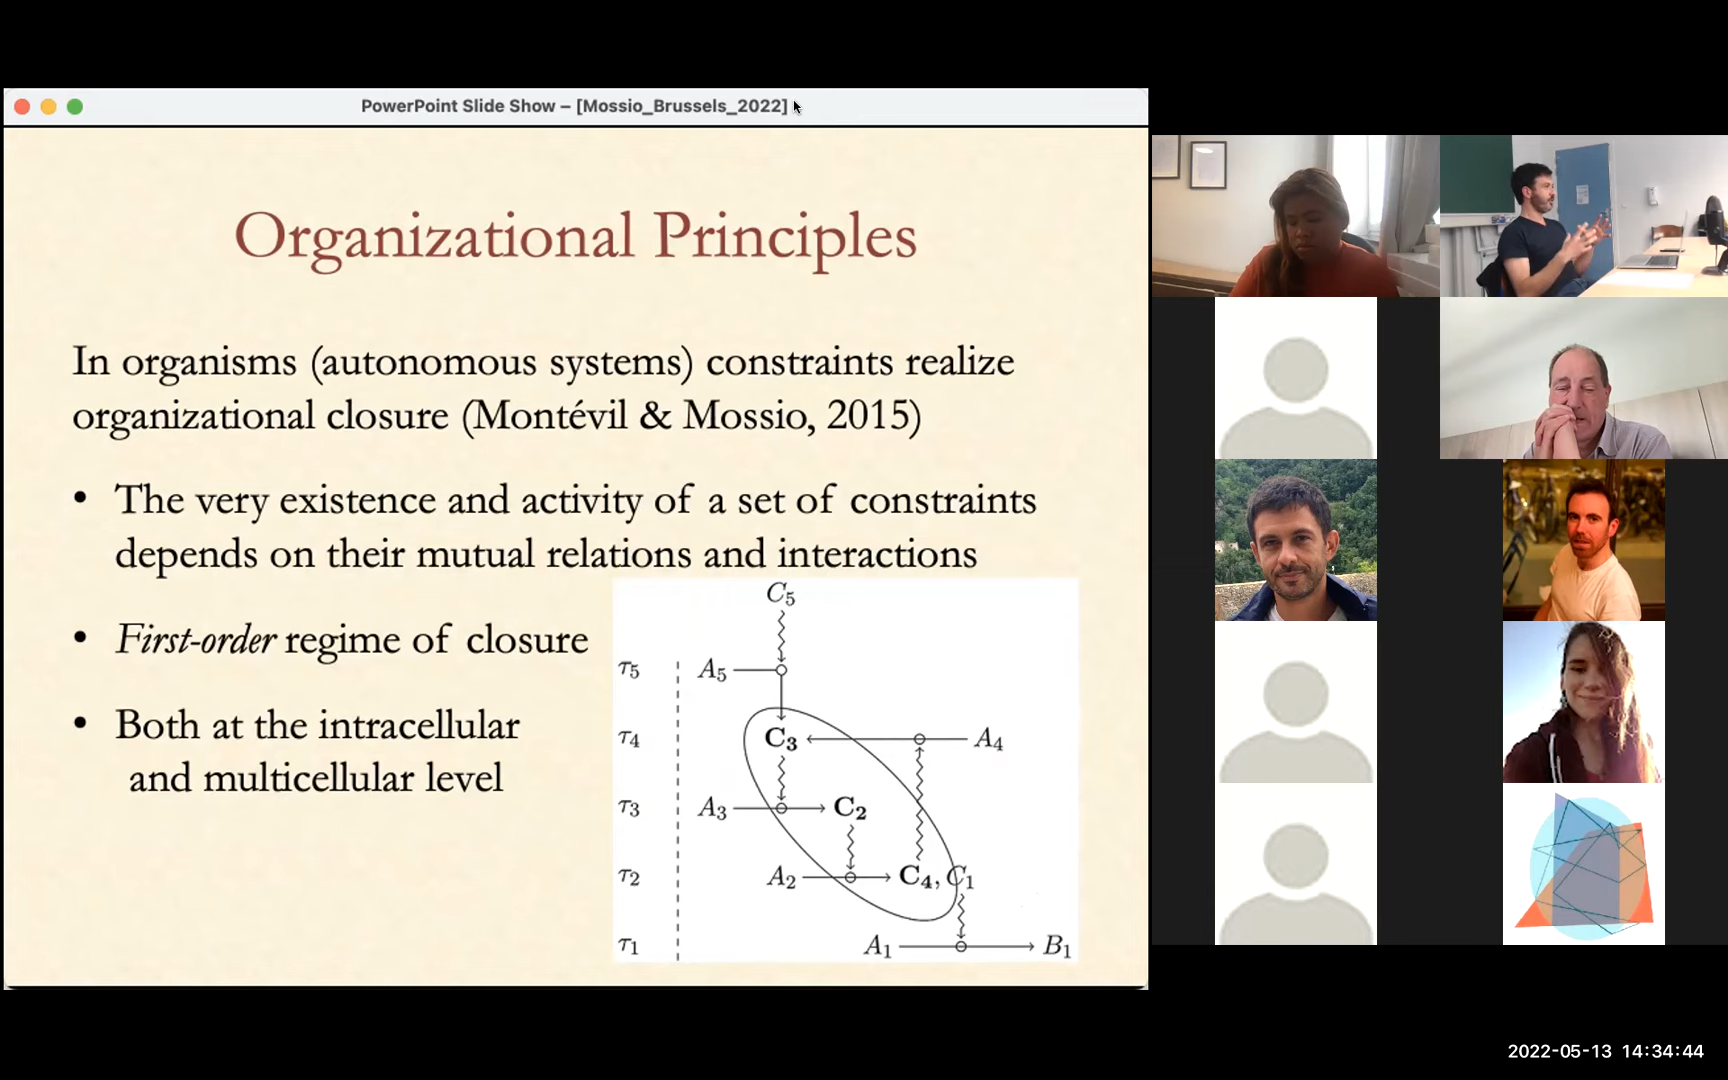 PowerPoint Slide Show – [Mossio_Brussels_2022]
Organizational Principles
In organisms (autonomous systems) constraints realize
organizational closure (Montévil & Mossio, 2015)
• The very existence and activity of a set of constraints
depends on their mutual relations and interactions
• First-order regime of closure
• Both at the intracellular
and multicellular level
C₅
τ₅ A₅
τ₄ C₃ A₄
τ₃ A₃ C₂
τ₂ A₂ C₄, C₁
τ₁ A₁ B₁
2022-05-13 14:34:44